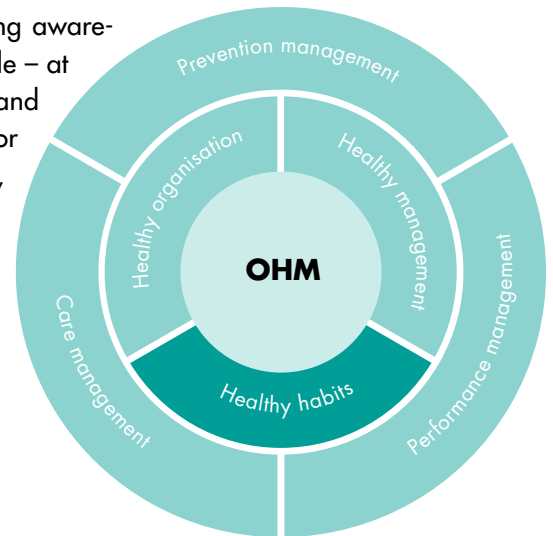 ng aware-
le – at
and
or
Prevention management
Healthy organisation
Healthy management
OHM
Healthy habits
Care management
Performance management